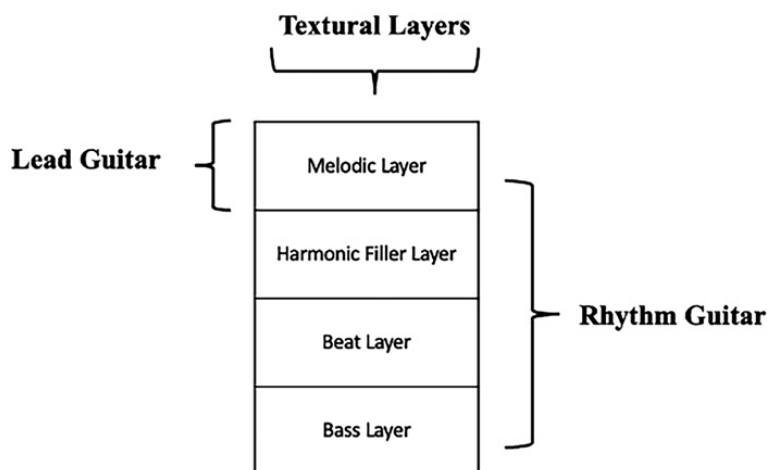 Textural Layers
Lead Guitar
Melodic Layer
Harmonic Filler Layer
Beat Layer
Rhythm Guitar
Bass Layer